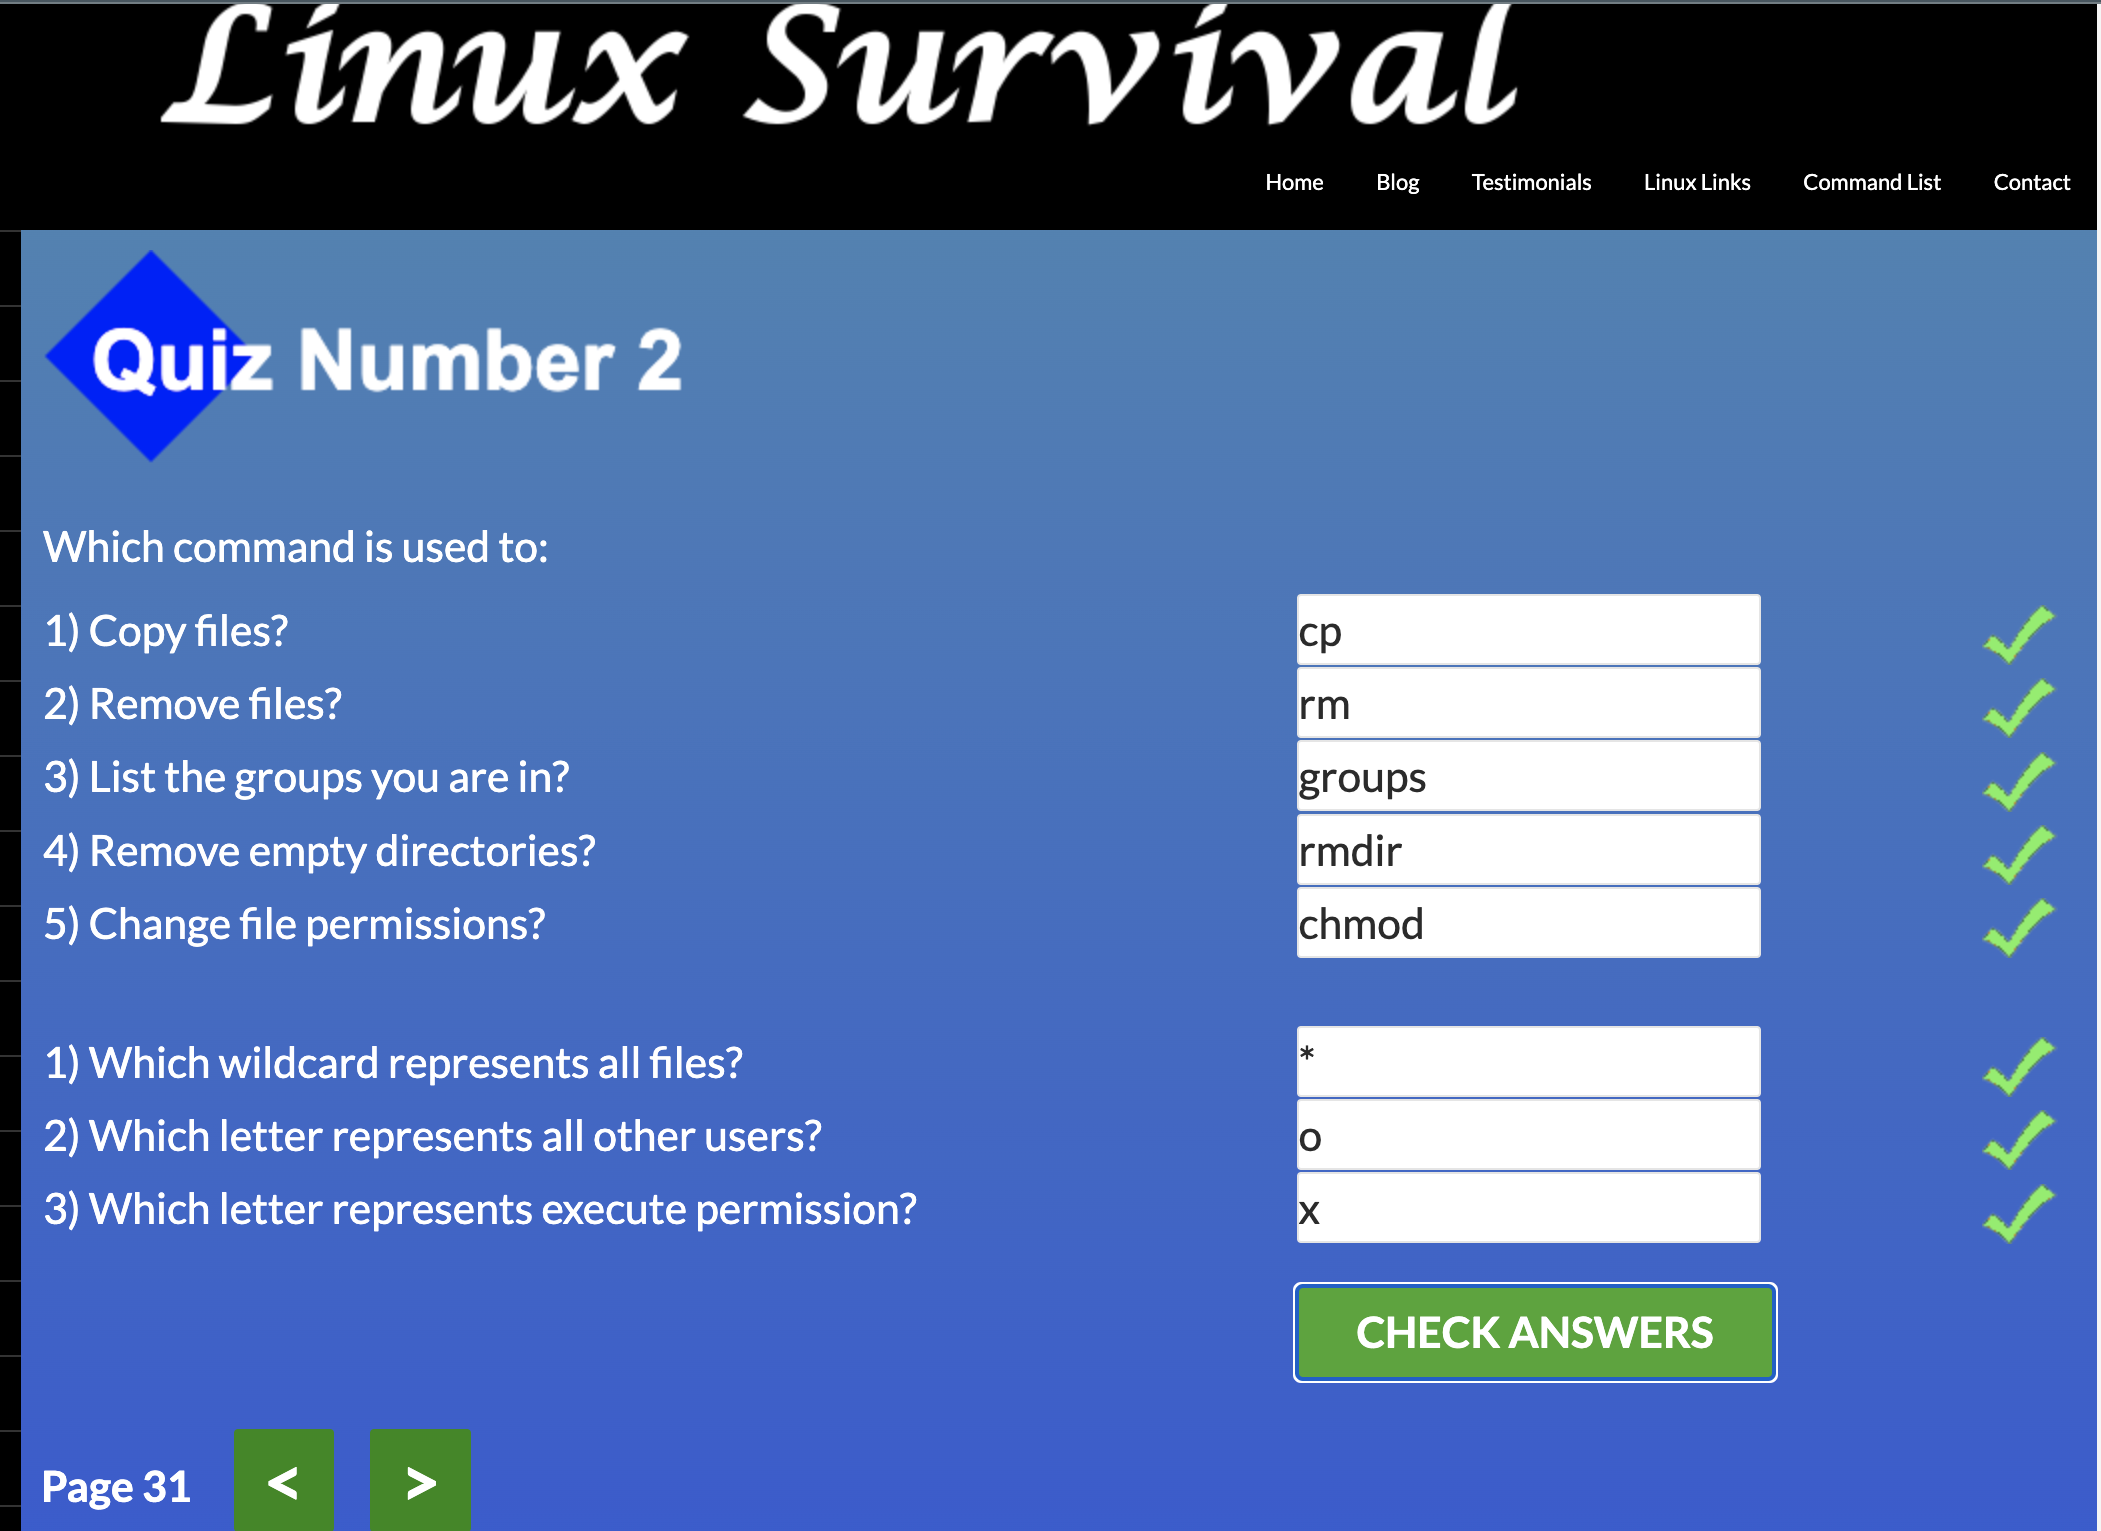 Linux Survival
Home Blog Testimonials Linux Links Command List Contact
Quiz Number 2
Which command is used to:
1) Copy files? cp
2) Remove files? rm
3) List the groups you are in? groups
4) Remove empty directories? rmdir
5) Change file permissions? chmod
1) Which wildcard represents all files? *
2) Which letter represents all other users? o
3) Which letter represents execute permission? x
CHECK ANSWERS
Page 31 < >